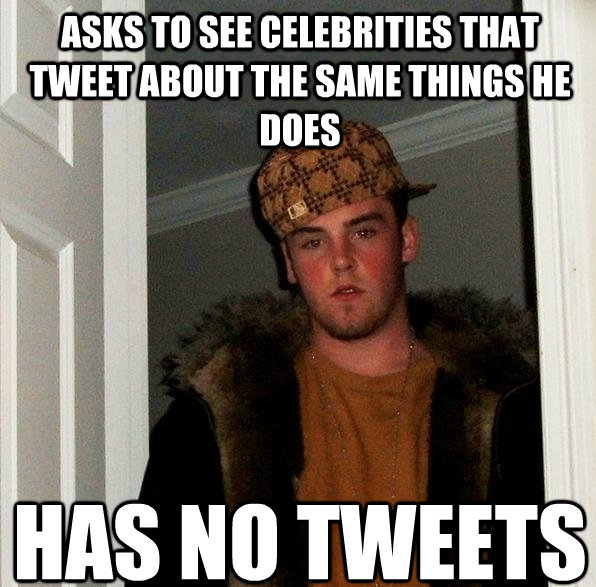 ASKS TO SEE CELEBRITIES THAT
TWEET ABOUT THE SAME THINGS HE
DOES
HAS NO TWEETS